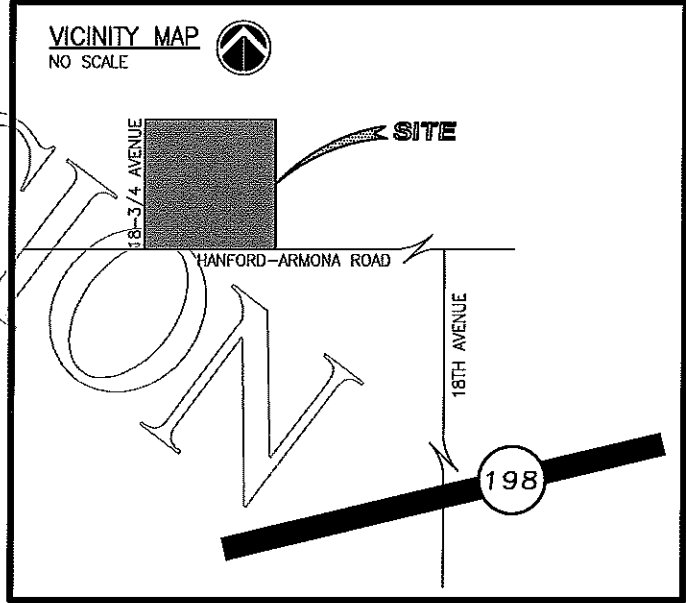 VICINITY MAP
NO SCALE
SITE
18-3/4 AVENUE
HANFORD-ARMONA ROAD
18TH AVENUE
198